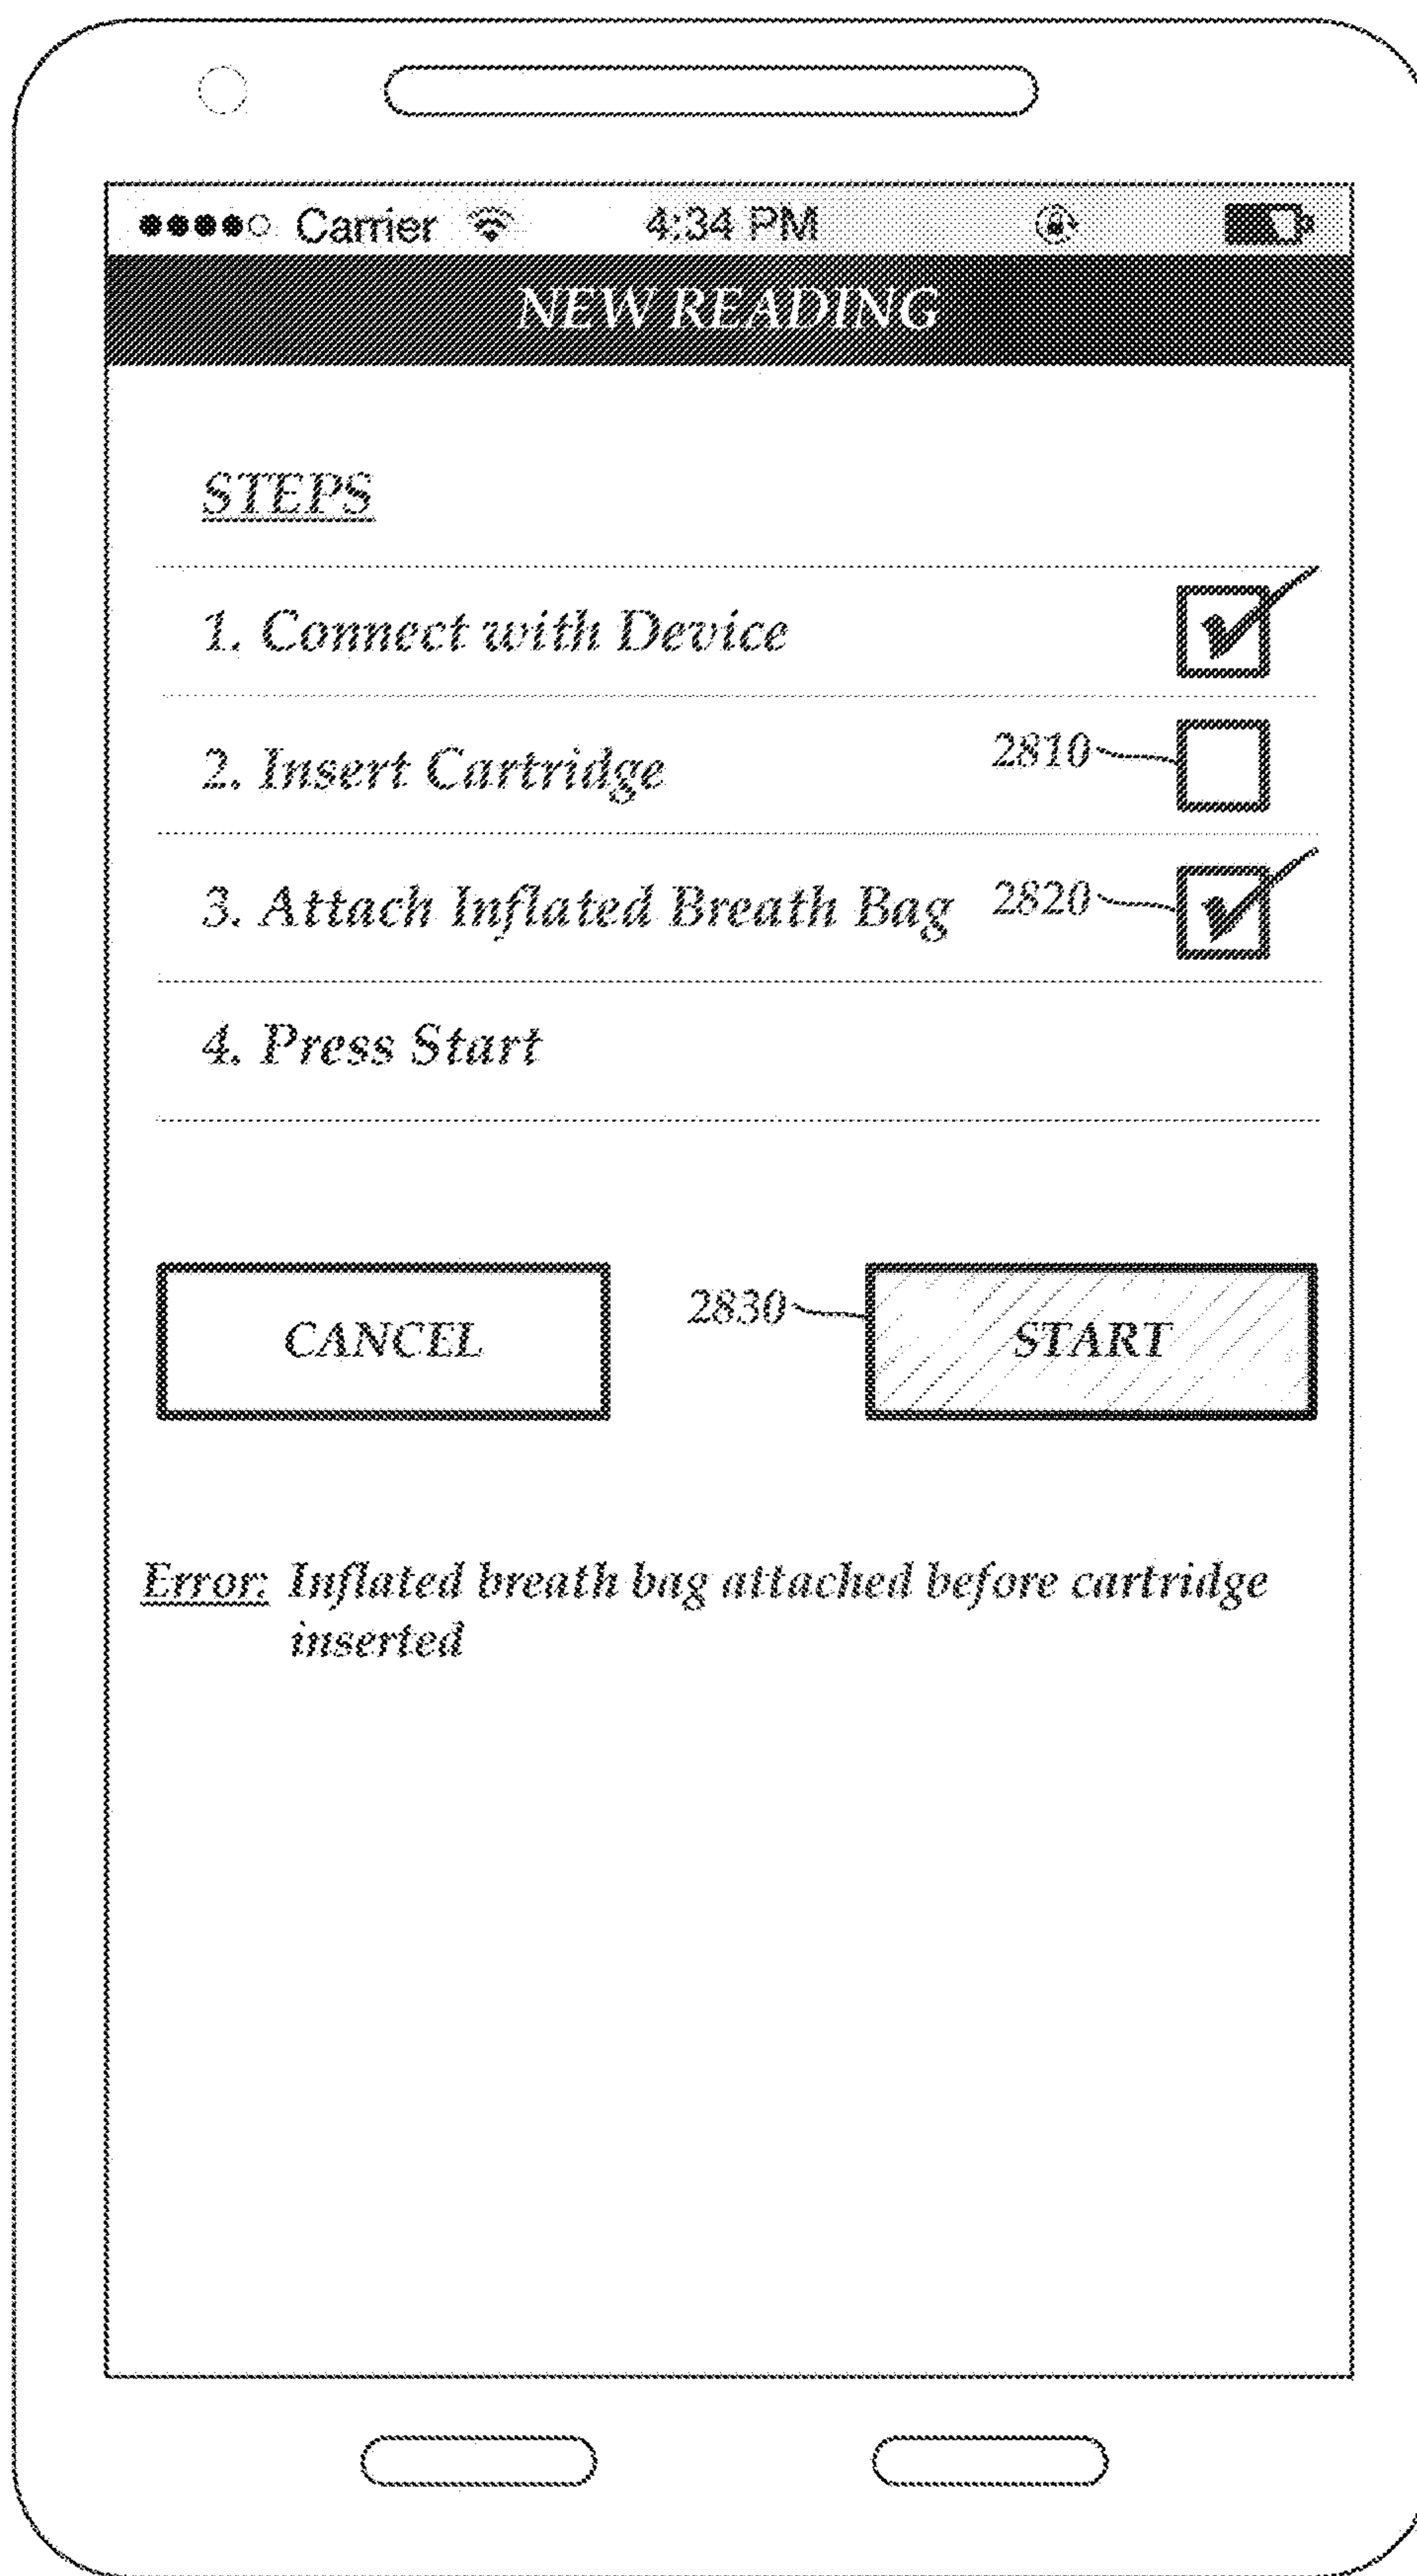 Carrier 4:34 PM
NEW READING
STEPS
1. Connect with Device
2. Insert Cartridge 2810
3. Attach Inflated Breath Bag 2820
4. Press Start
CANCEL 2830 START
Error: Inflated breath bag attached before cartridge
inserted